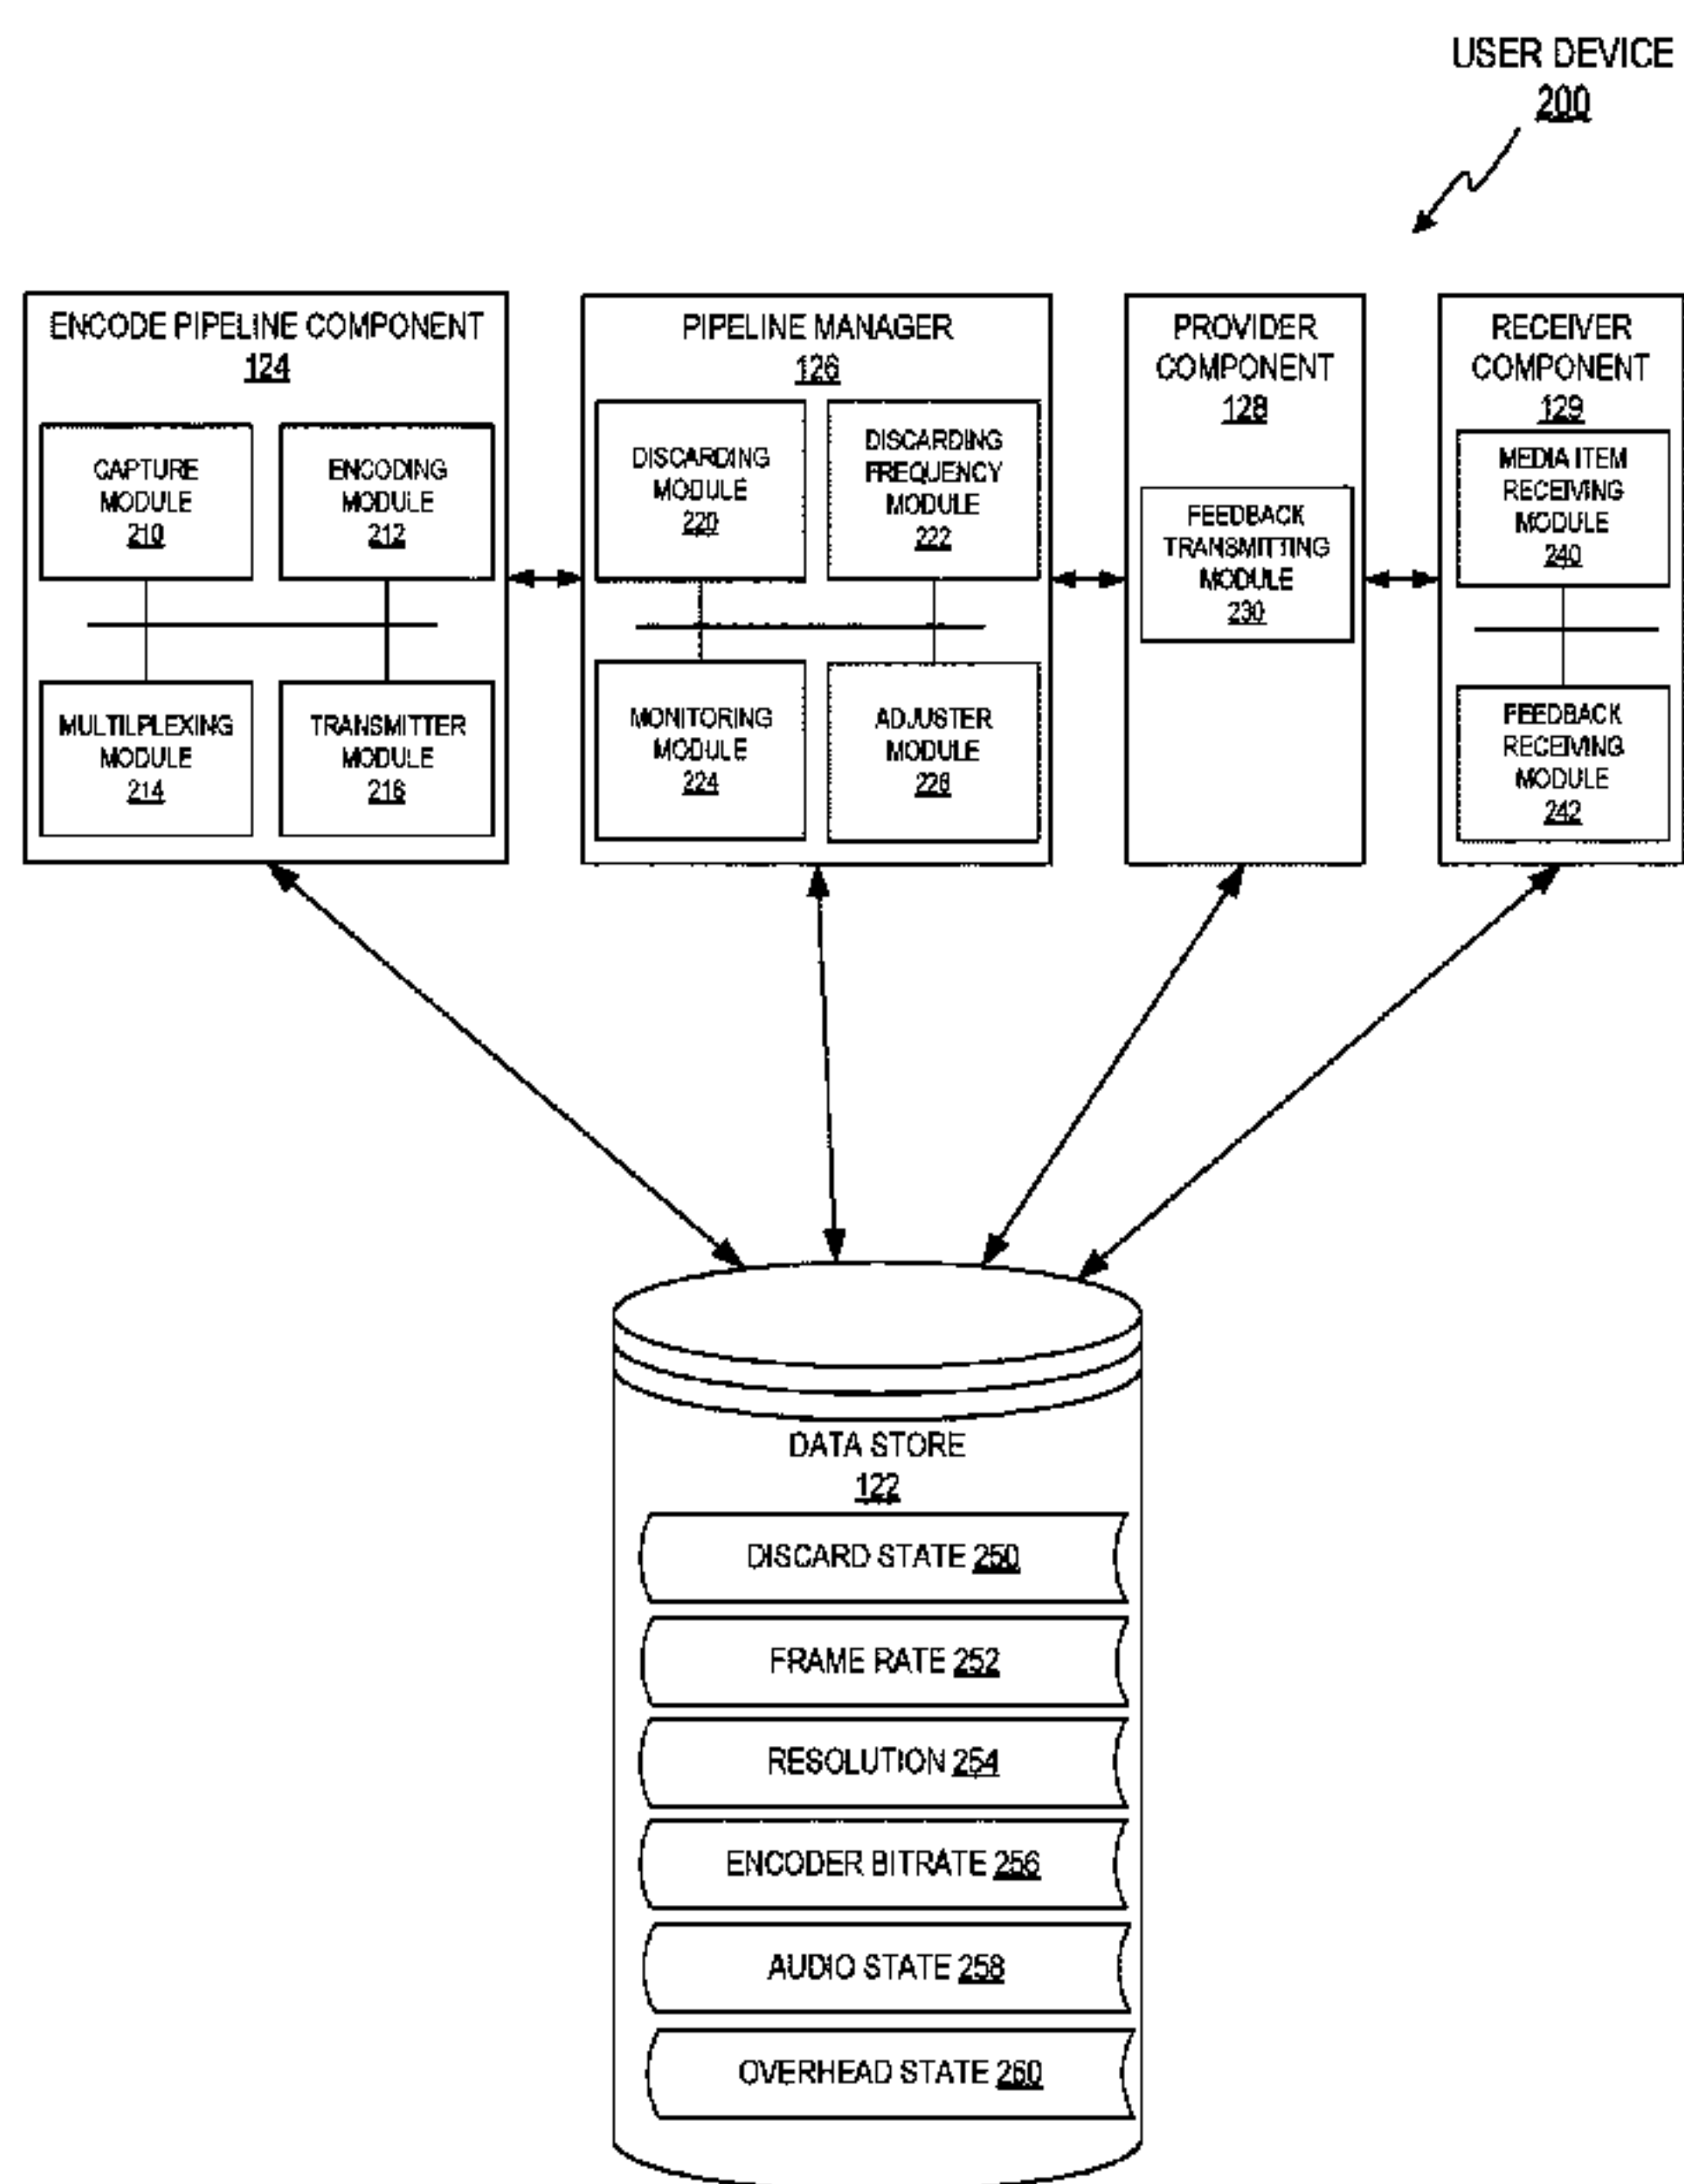 USER DEVICE
200
ENCODE PIPELINE COMPONENT
124
CAPTURE
MODULE
210
ENCODING
MODULE
212
MULTILPLEXING
MODULE
214
TRANSMITTER
MODULE
216
PIPELINE MANAGER
126
DISCARDING
MODULE
220
DISCARDING
FREQUENCY
MODULE
222
MONITORING
MODULE
224
ADJUSTER
MODULE
226
PROVIDER
COMPONENT
128
FEEDBACK
TRANSMITTING
MODULE
230
RECEIVER
COMPONENT
129
MEDIA ITEM
RECEIVING
MODULE
240
FEEDBACK
RECEIVING
MODULE
242
DATA STORE
122
DISCARD STATE 250
FRAME RATE 252
RESOLUTION 254
ENCODER BITRATE 256
AUDIO STATE 258
OVERHEAD STATE 260